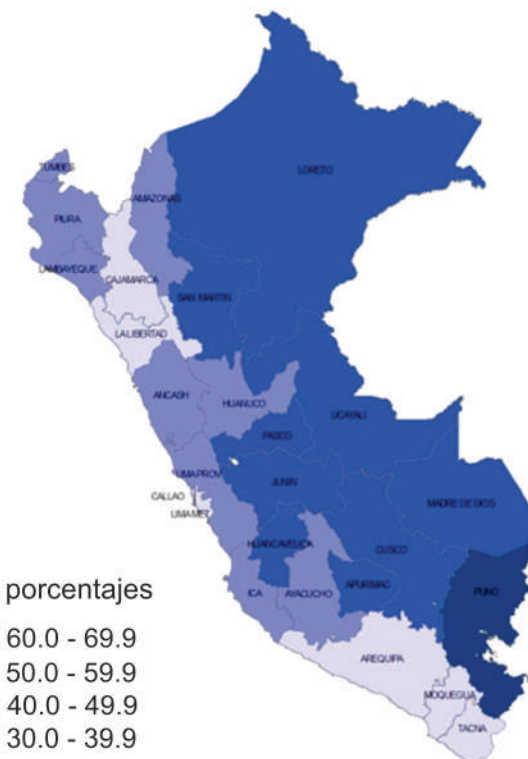 LORETO
TUMBES
AMAZONAS
PIURA
LAMBAYEQUE
CAJAMARCA
SAN MARTIN
LA LIBERTAD
ANCASH
HUANUCO
UCAYALI
PASCO
LIMA PROV
JUNIN
CALLAO
MADRE DE DIOS
LIMA MET
HUANCAVELICA
CUSCO
ICA
AYACUCHO
APURIMAC
PUNO
AREQUIPA
MOQUEGUA
TACNA
porcentajes
60.0 - 69.9
50.0 - 59.9
40.0 - 49.9
30.0 - 39.9